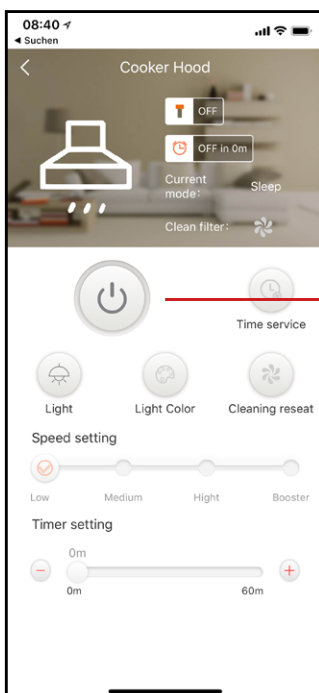 08:40
◀ Suchen
Cooker Hood
OFF
OFF in 0m
Current
mode:
Sleep
Clean filter:
Time service
Light
Light Color
Cleaning reseat
Speed setting
Low
Medium
Hight
Booster
Timer setting
0m
0m
60m